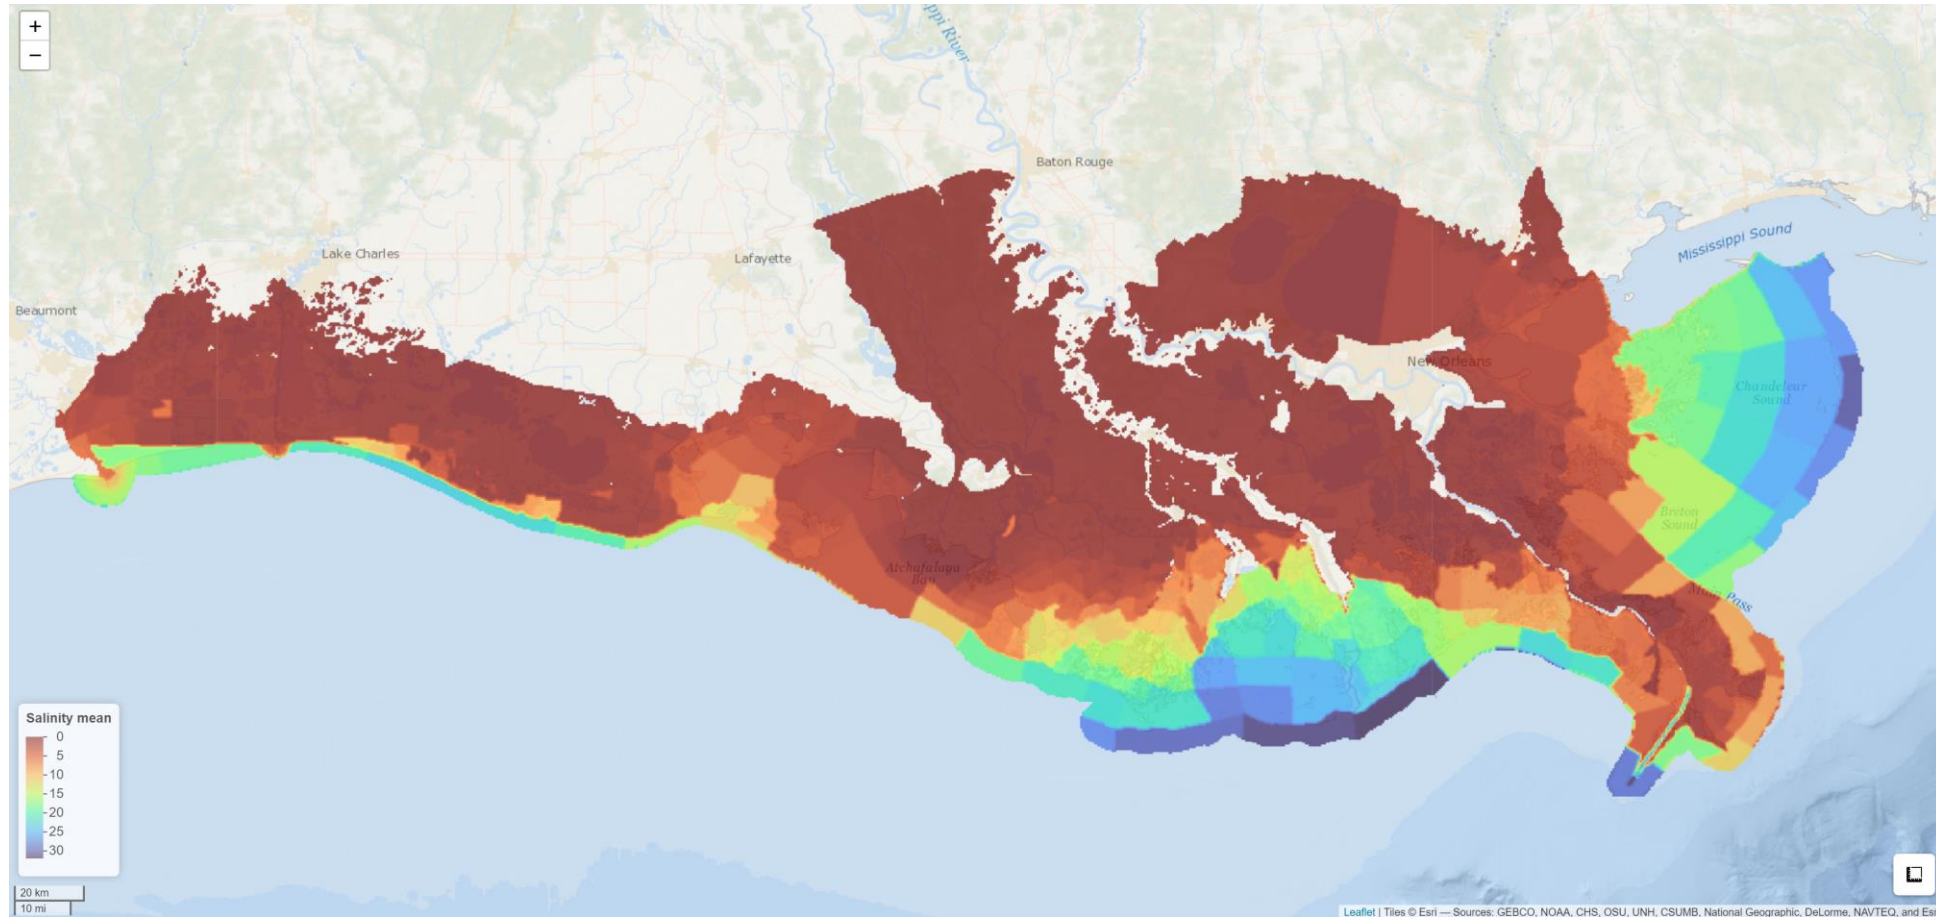 +
−
ppi River
Baton Rouge
Mississippi Sound
Lake Charles
Lafayette
Beaumont
New Orleans
Chandeleur
Sound
Breton
Sound
Atchafalaya
Bay
Main Pass
Salinity mean
0
5
10
15
20
25
30
20 km
10 mi
Leaflet | Tiles © Esri — Sources: GEBCO, NOAA, CHS, OSU, UNH, CSUMB, National Geographic, DeLorme, NAVTEQ, and Esri